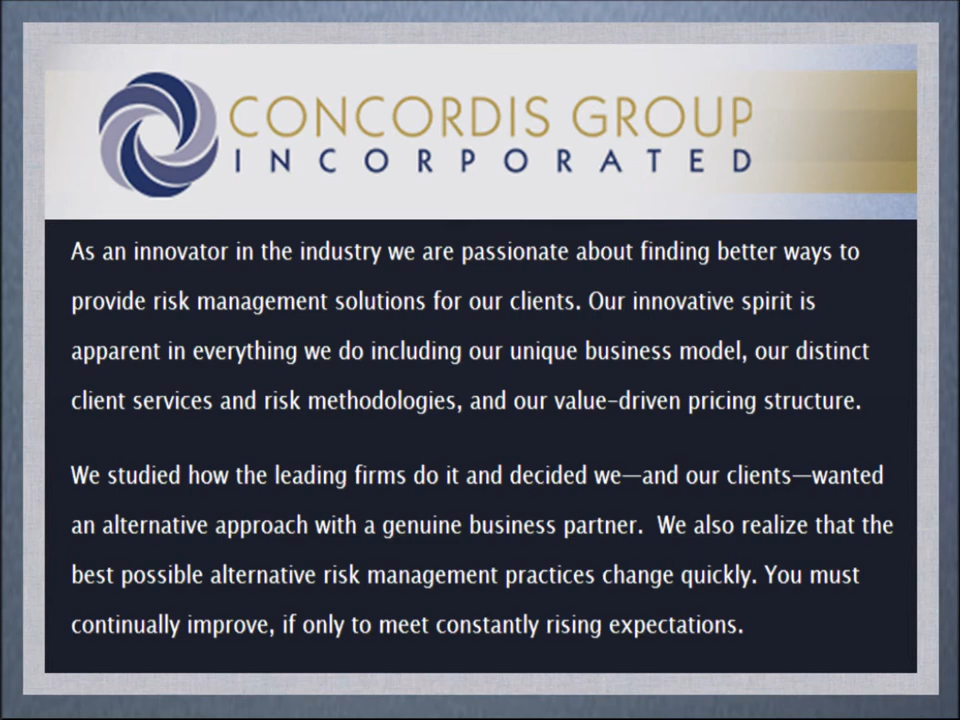 CONCORDIS GROUP
INCORPORATED
As an innovator in the industry we are passionate about finding better ways to
provide risk management solutions for our clients. Our innovative spirit is
apparent in everything we do including our unique business model, our distinct
client services and risk methodologies, and our value-driven pricing structure.
We studied how the leading firms do it and decided we—and our clients—wanted
an alternative approach with a genuine business partner.  We also realize that the
best possible alternative risk management practices change quickly. You must
continually improve, if only to meet constantly rising expectations.